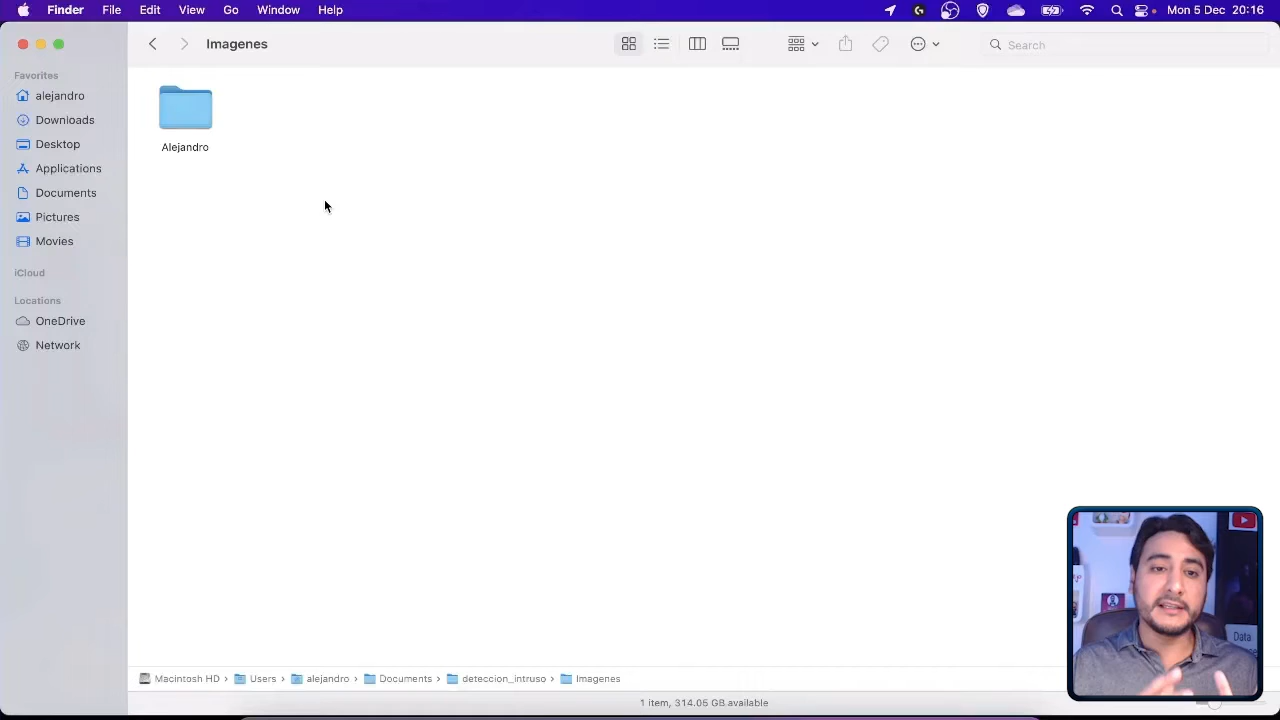 Finder File Edit View Go Window Help Mon 5 Dec 20:16
Imagenes
Search
Favorites
alejandro
Downloads
Desktop
Applications
Documents
Pictures
Movies
iCloud
Locations
OneDrive
Network
Alejandro
Macintosh HD › Users › alejandro › Documents › deteccion_intruso › Imagenes
1 item, 314.05 GB available
Data